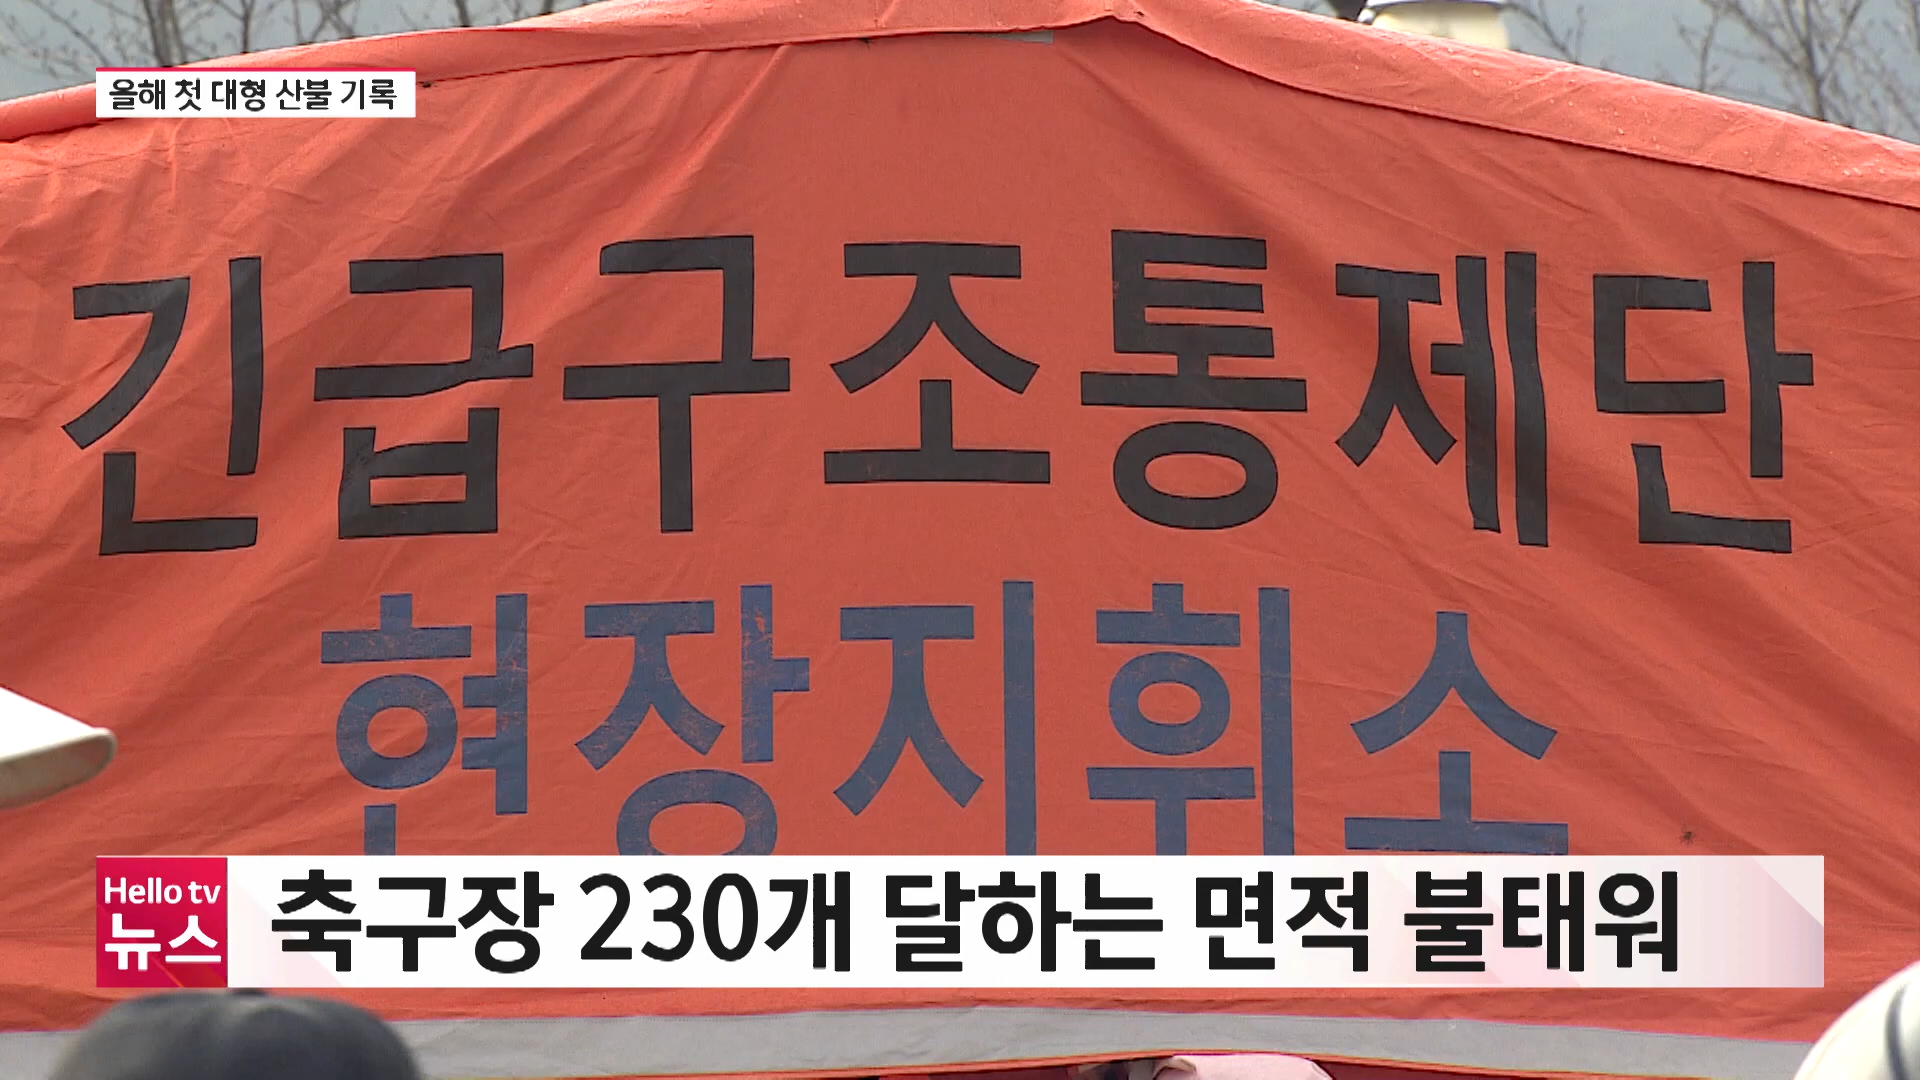 올해 첫 대형 산불 기록
긴급구조통제단
현장지휘소
Hello tv
뉴스
축구장 230개 달하는 면적 불태워